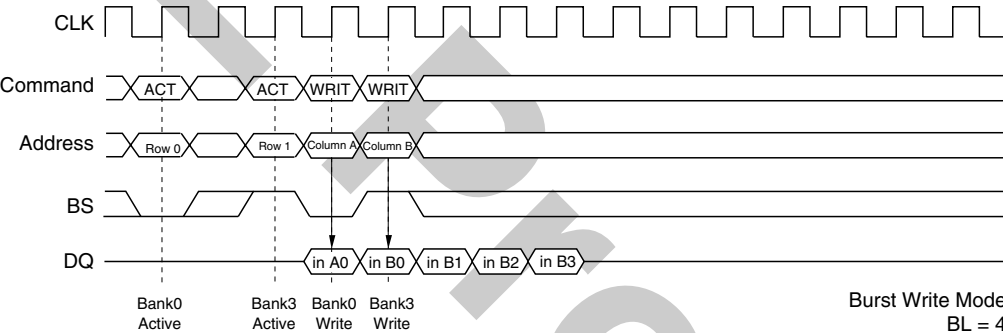 CLK
Command ACT ACT WRIT WRIT
Address Row 0 Row 1 Column A Column B
BS
DQ in A0 in B0 in B1 in B2 in B3
Bank0 Bank3 Bank0 Bank3
Active Active Write Write
Burst Write Mode
BL = 4